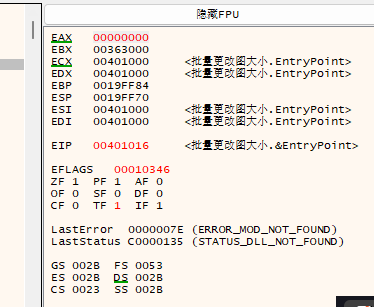 隐藏FPU
EAX 00000000
EBX 00363000
ECX 00401000 <批量更改图大小.EntryPoint>
EDX 00401000 <批量更改图大小.EntryPoint>
EBP 0019FF84
ESP 0019FF70
ESI 00401000 <批量更改图大小.EntryPoint>
EDI 00401000 <批量更改图大小.EntryPoint>
EIP 00401016 <批量更改图大小.&EntryPoint>
EFLAGS 00010346
ZF 1 PF 1 AF 0
OF 0 SF 0 DF 0
CF 0 TF 1 IF 1
LastError 0000007E (ERROR_MOD_NOT_FOUND)
LastStatus C0000135 (STATUS_DLL_NOT_FOUND)
GS 002B FS 0053
ES 002B DS 002B
CS 0023 SS 002B